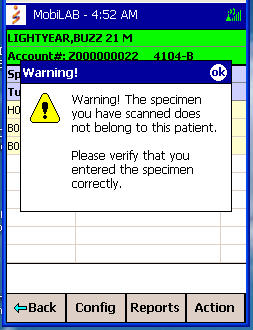 MobiLAB - 4:52 AM
LIGHTYEAR,BUZZ 21 M
Account#: Z000000022 4104-B
Sp
Tu
Warning! ok
H0
B0
B0
Warning! The specimen
you have scanned does
not belong to this patient.
Please verify that you
entered the specimen
correctly.
Back Config Reports Action